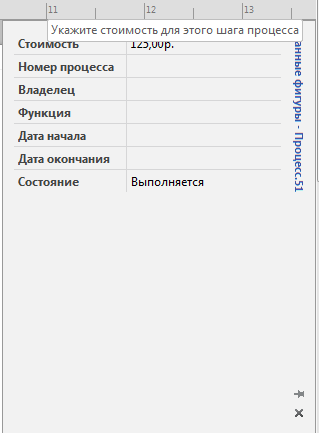 11 12 13
Укажите стоимость для этого шага процесса
Стоимость 125,00р.
Номер процесса
Владелец
Функция
Дата начала
Дата окончания
Состояние Выполняется
анные фигуры - Процесс.51